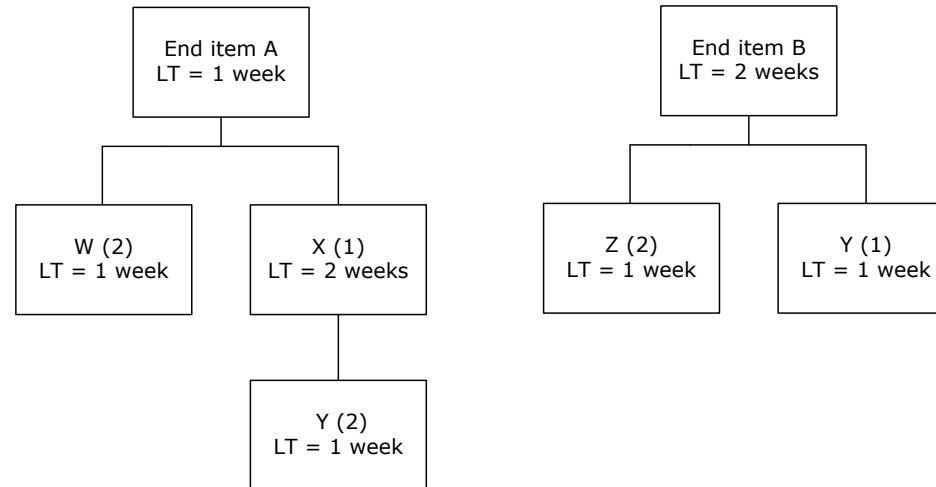 End item A
LT = 1 week
End item B
LT = 2 weeks
W (2)
LT = 1 week
X (1)
LT = 2 weeks
Z (2)
LT = 1 week
Y (1)
LT = 1 week
Y (2)
LT = 1 week